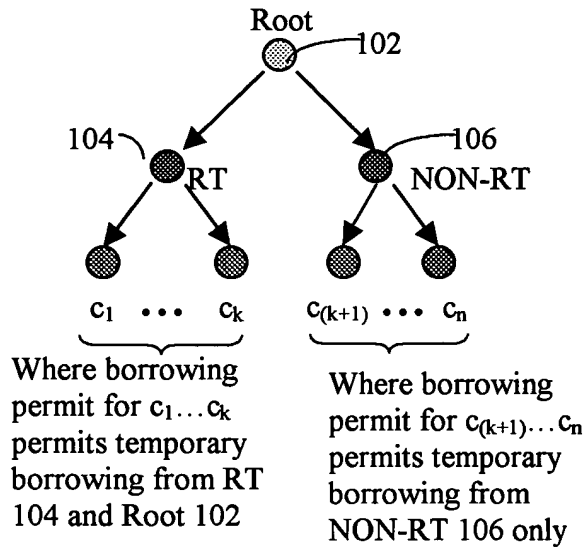 Root
102
104
106
RT
NON-RT
c1 ••• ck
c(k+1) ••• cn
Where borrowing
permit for c1...ck
permits temporary
borrowing from RT
104 and Root 102
Where borrowing
permit for c(k+1)...cn
permits temporary
borrowing from
NON-RT 106 only